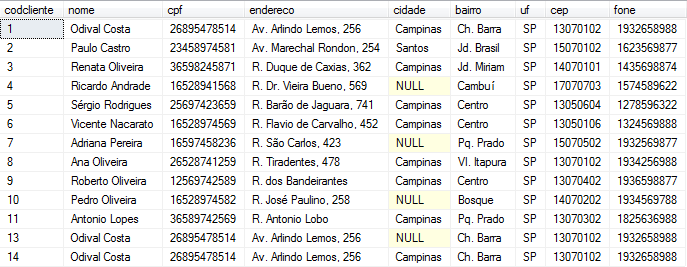 codcliente nome cpf endereco cidade bairro uf cep fone
1 Odival Costa 26895478514 Av. Arlindo Lemos, 256 Campinas Ch. Barra SP 13070102 1932658988
2 Paulo Castro 23458974581 Av. Marechal Rondon, 254 Santos Jd. Brasil SP 15070102 1623569877
3 Renata Oliveira 36598245871 R. Duque de Caxias, 362 Campinas Jd. Miriam SP 14070101 1435698874
4 Ricardo Andrade 16528941568 R. Dr. Vieira Bueno, 569 NULL Cambuí SP 17070703 1574589622
5 Sérgio Rodrigues 25697423659 R. Barão de Jaguara, 741 Campinas Centro SP 13050604 1278596322
6 Vicente Nacarato 16528974569 R. Flavio de Carvalho, 452 Campinas Centro SP 13050106 1324569888
7 Adriana Pereira 16597458236 R. São Carlos, 423 NULL Pq. Prado SP 15070502 1932569877
8 Ana Oliveira 26528741259 R. Tiradentes, 478 Campinas Vl. Itapura SP 13070102 1934256988
9 Roberto Oliveira 12569742589 R. dos Bandeirantes Campinas Centro SP 13070402 1936598877
10 Pedro Oliveira 16528974582 R. José Paulino, 258 NULL Bosque SP 14070202 1934569788
11 Antonio Lopes 36589742569 R. Antonio Lobo Campinas Pq. Prado SP 13070302 1825636988
13 Odival Costa 26895478514 Av. Arlindo Lemos, 256 NULL Ch. Barra SP 13070102 1932658988
14 Odival Costa 26895478514 Av. Arlindo Lemos, 256 Campinas Ch. Barra SP 13070102 1932658988